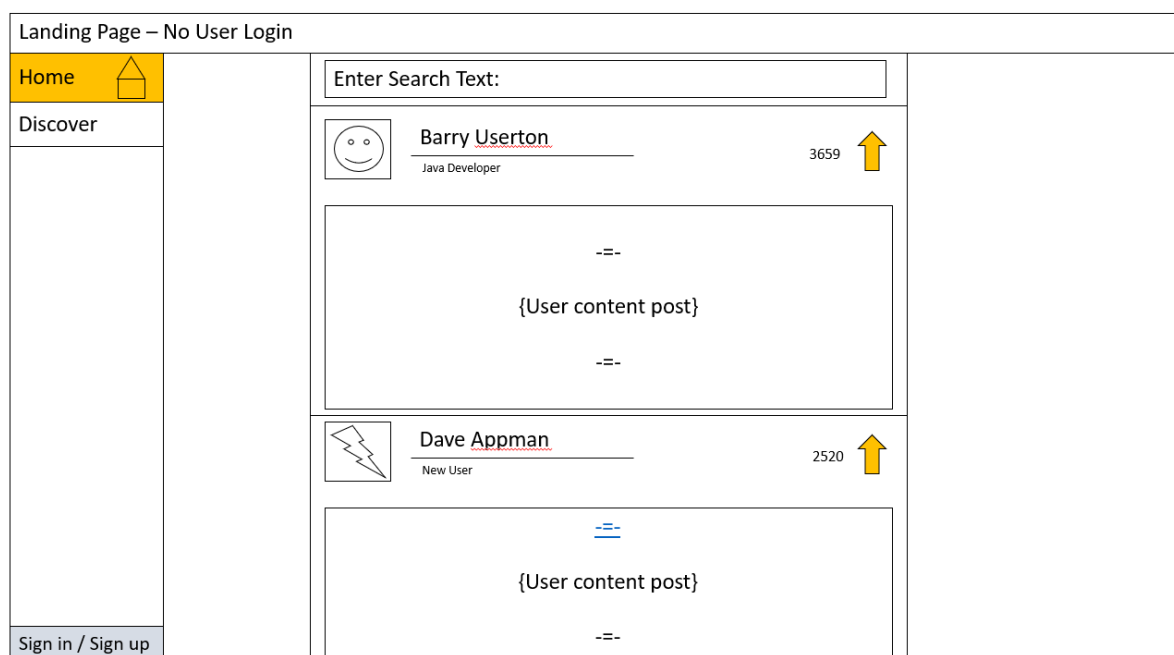 Landing Page – No User Login
Home
Discover
Sign in / Sign up
Enter Search Text:
Barry Userton
Java Developer
3659
-=-
{User content post}
-=-
Dave Appman
New User
2520
-=-
{User content post}
-=-